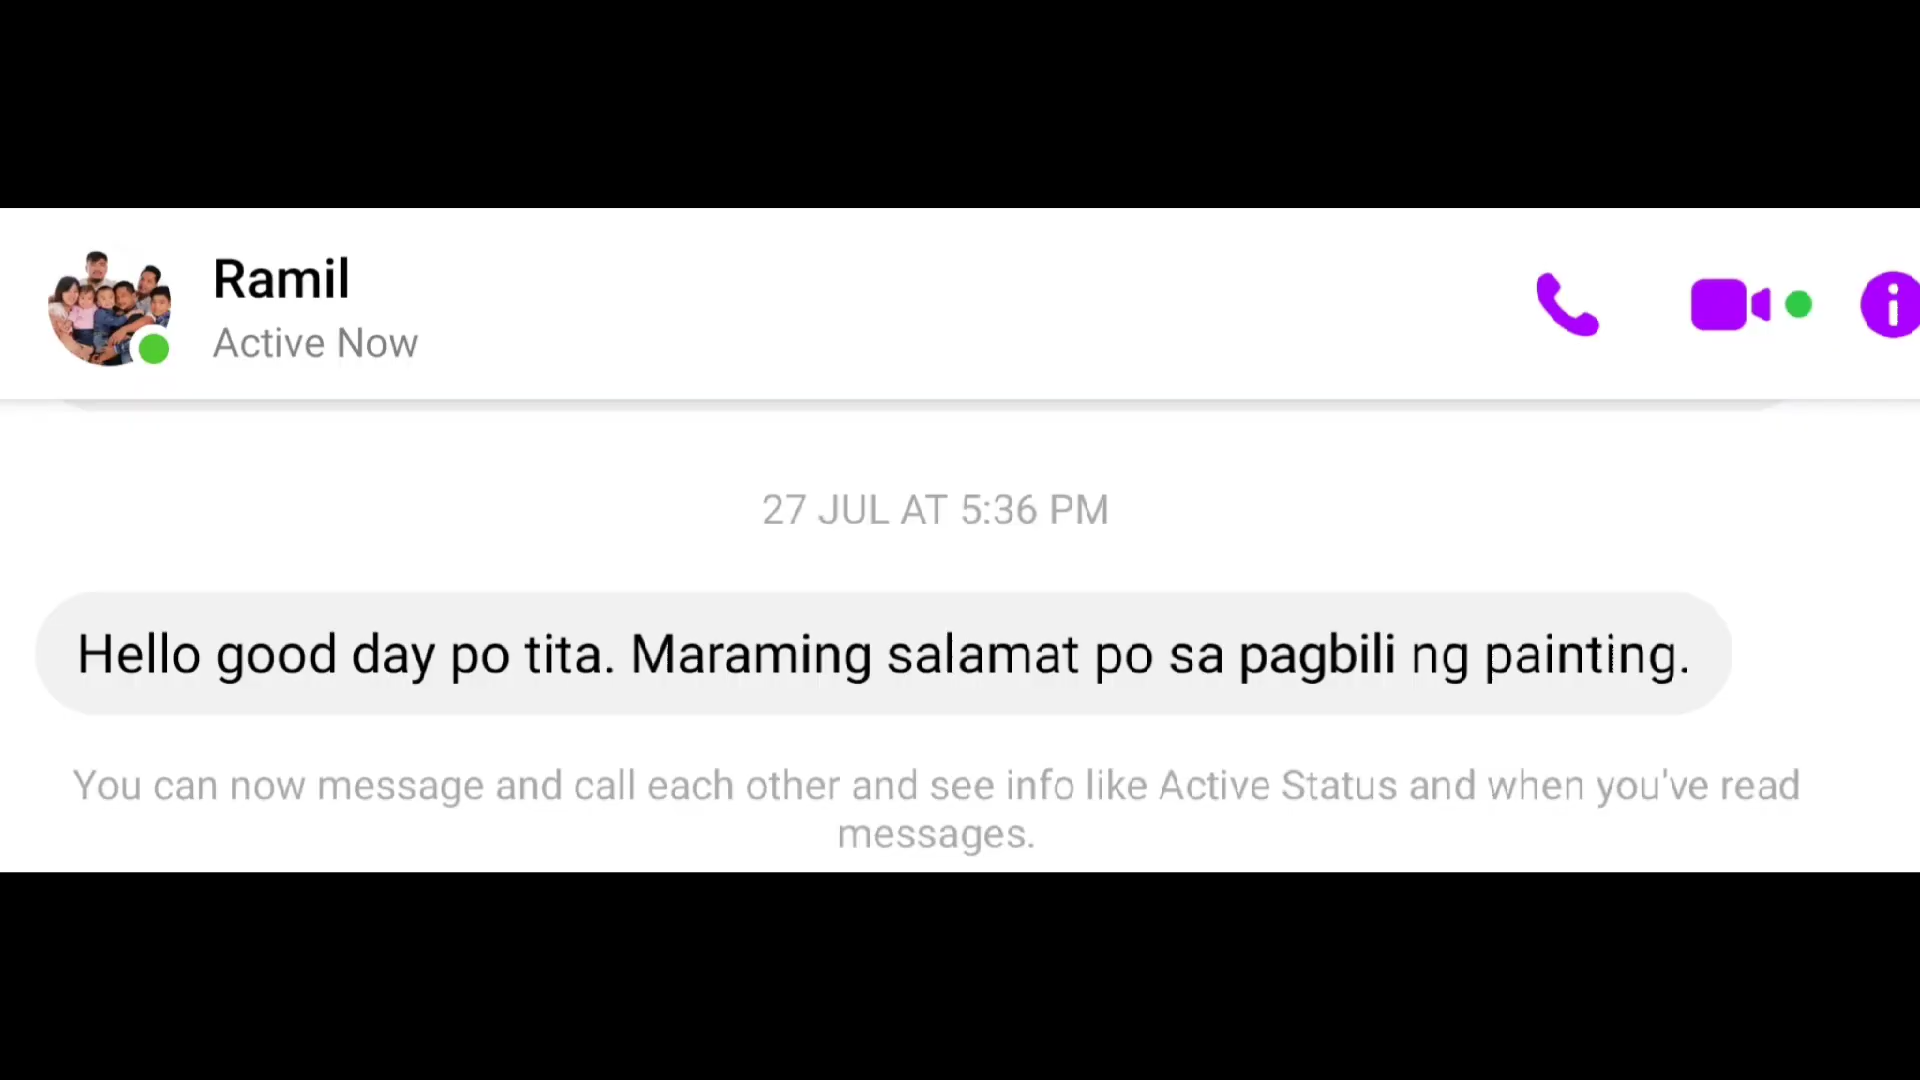 Ramil
Active Now
27 JUL AT 5:36 PM
Hello good day po tita. Maraming salamat po sa pagbili ng painting.
You can now message and call each other and see info like Active Status and when you've read
messages.